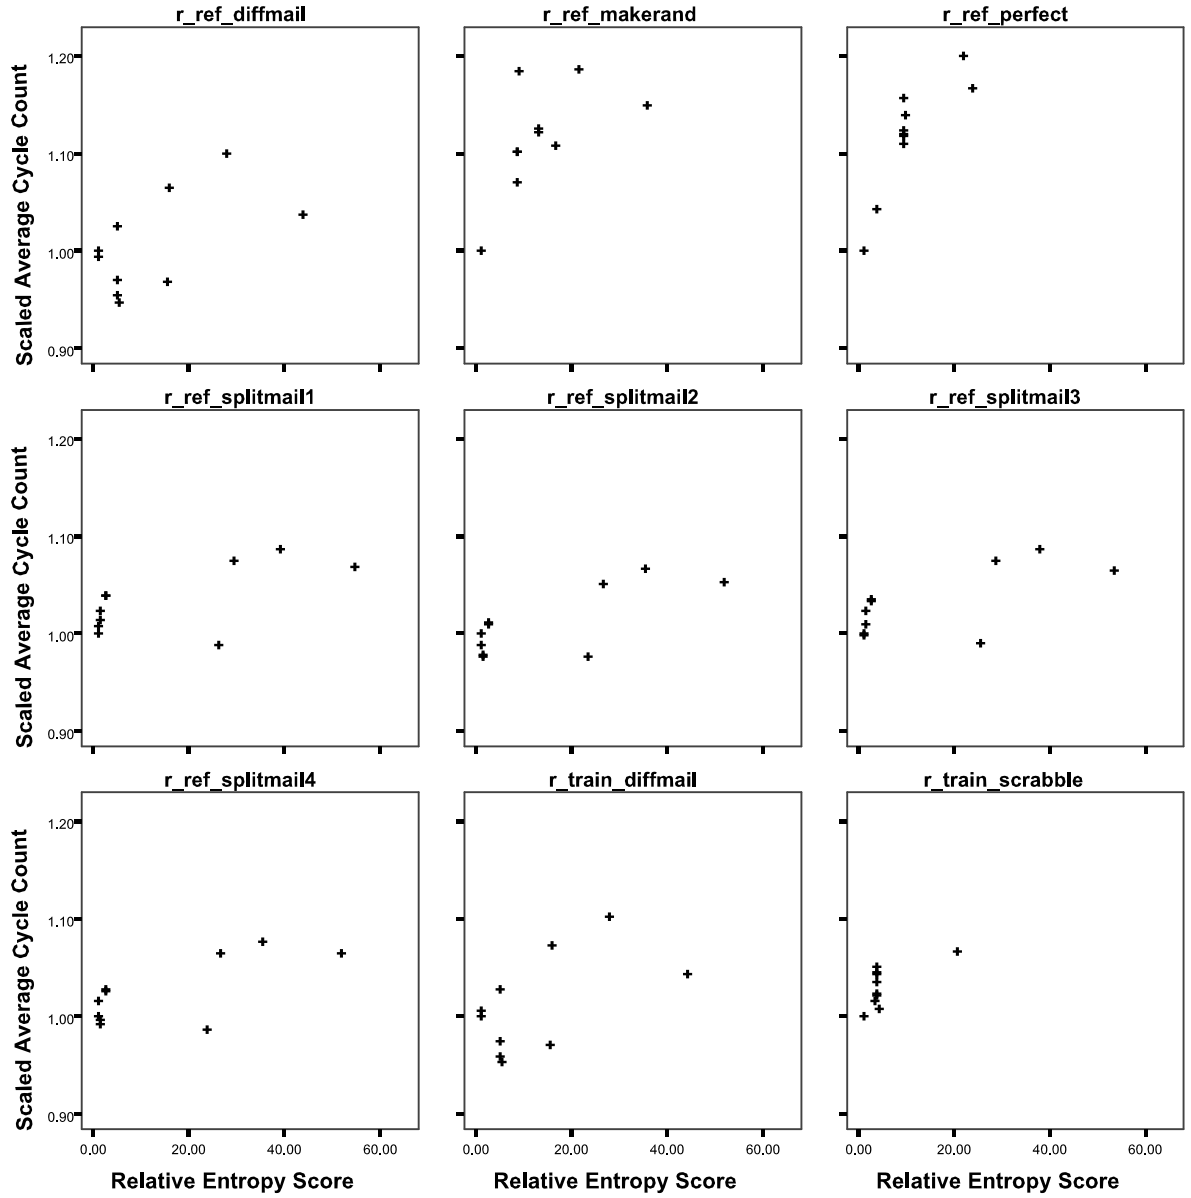 r_ref_diffmail
r_ref_makerand
r_ref_perfect
Scaled Average Cycle Count
1.20
1.10
1.00
0.90
r_ref_splitmail1
r_ref_splitmail2
r_ref_splitmail3
Scaled Average Cycle Count
1.20
1.10
1.00
0.90
r_ref_splitmail4
r_train_diffmail
r_train_scrabble
Scaled Average Cycle Count
1.20
1.10
1.00
0.90
0.00 20.00 40.00 60.00
0.00 20.00 40.00 60.00
0.00 20.00 40.00 60.00
Relative Entropy Score
Relative Entropy Score
Relative Entropy Score